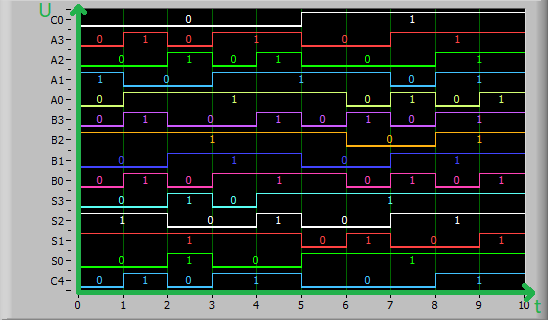 U
C0 0 1
A3 0 1 0 1 0 1
A2 0 1 0 1 0 1
A1 1 0 1 0 1
A0 0 1 0 1 0 1
B3 0 1 0 1 0 1 0 1
B2 1 0 1
B1 0 1 0 1
B0 0 1 0 1 0 1 0 1
S3 0 1 0 1
S2 1 0 1 0 1
S1 1 0 1 0 1
S0 0 1 0 1
C4 0 1 0 1 0 1
0 1 2 3 4 5 6 7 8 9 10
t